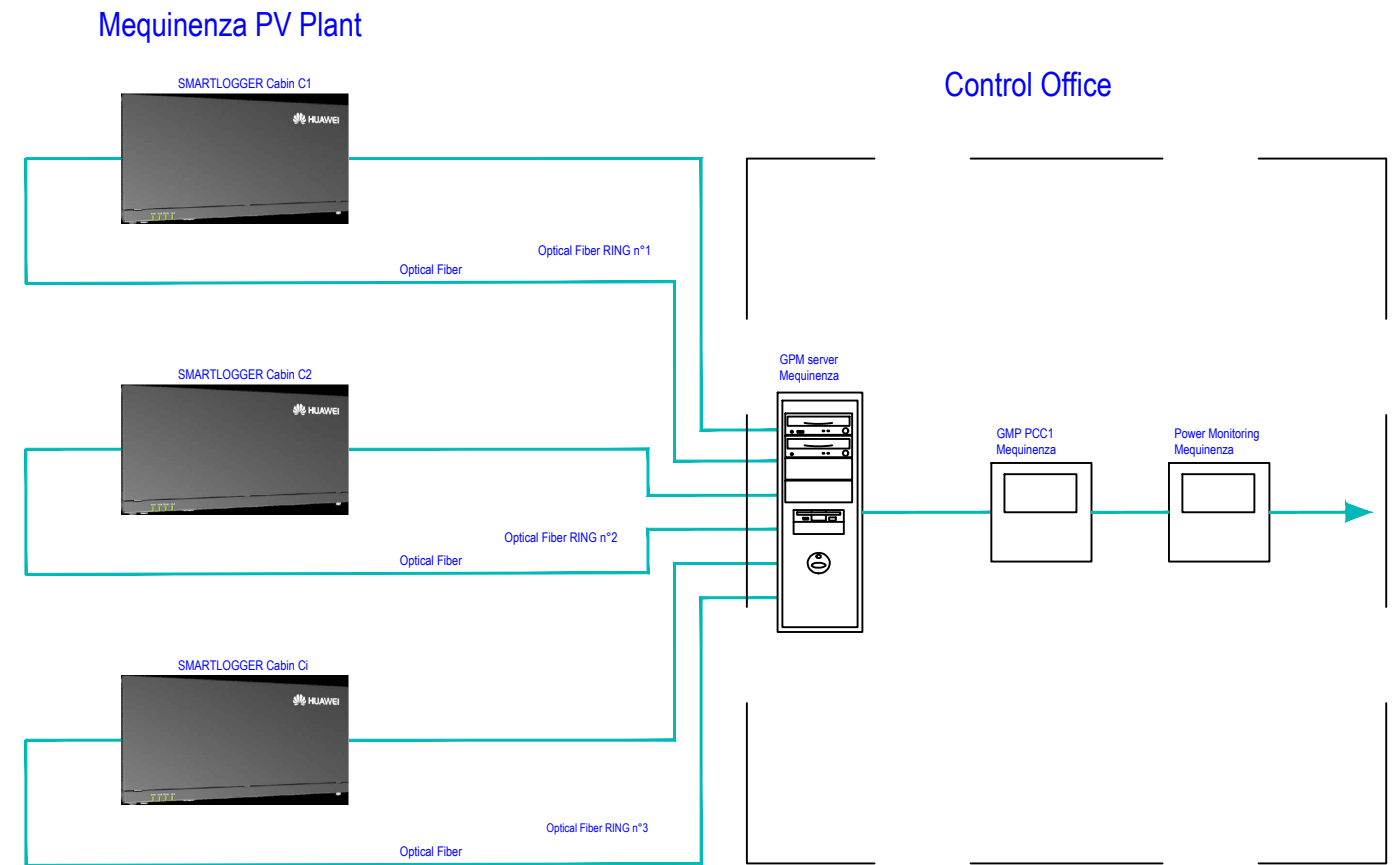 Mequinenza PV Plant
Control Office
SMARTLOGGER Cabin C1
HUAWEI
Optical Fiber RING n°1
Optical Fiber
SMARTLOGGER Cabin C2
HUAWEI
Optical Fiber RING n°2
Optical Fiber
SMARTLOGGER Cabin Ci
HUAWEI
Optical Fiber RING n°3
Optical Fiber
GPM server
Mequinenza
GMP PCC1
Mequinenza
Power Monitoring
Mequinenza